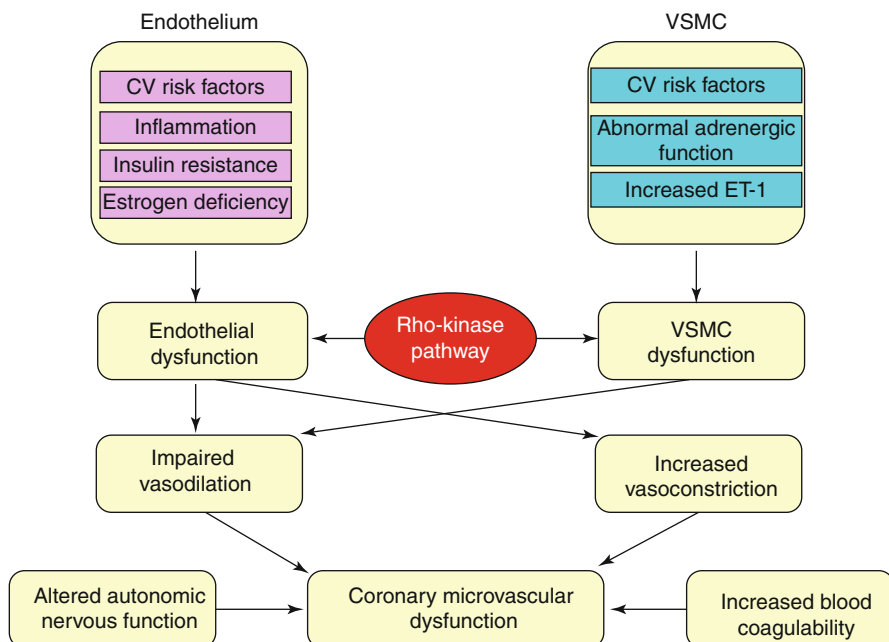 Endothelium
VSMC
CV risk factors
Inflammation
Insulin resistance
Estrogen deficiency
CV risk factors
Abnormal adrenergic
function
Increased ET-1
Endothelial
dysfunction
Rho-kinase
pathway
VSMC
dysfunction
Impaired
vasodilation
Increased
vasoconstriction
Altered autonomic
nervous function
Coronary microvascular
dysfunction
Increased blood
coagulability